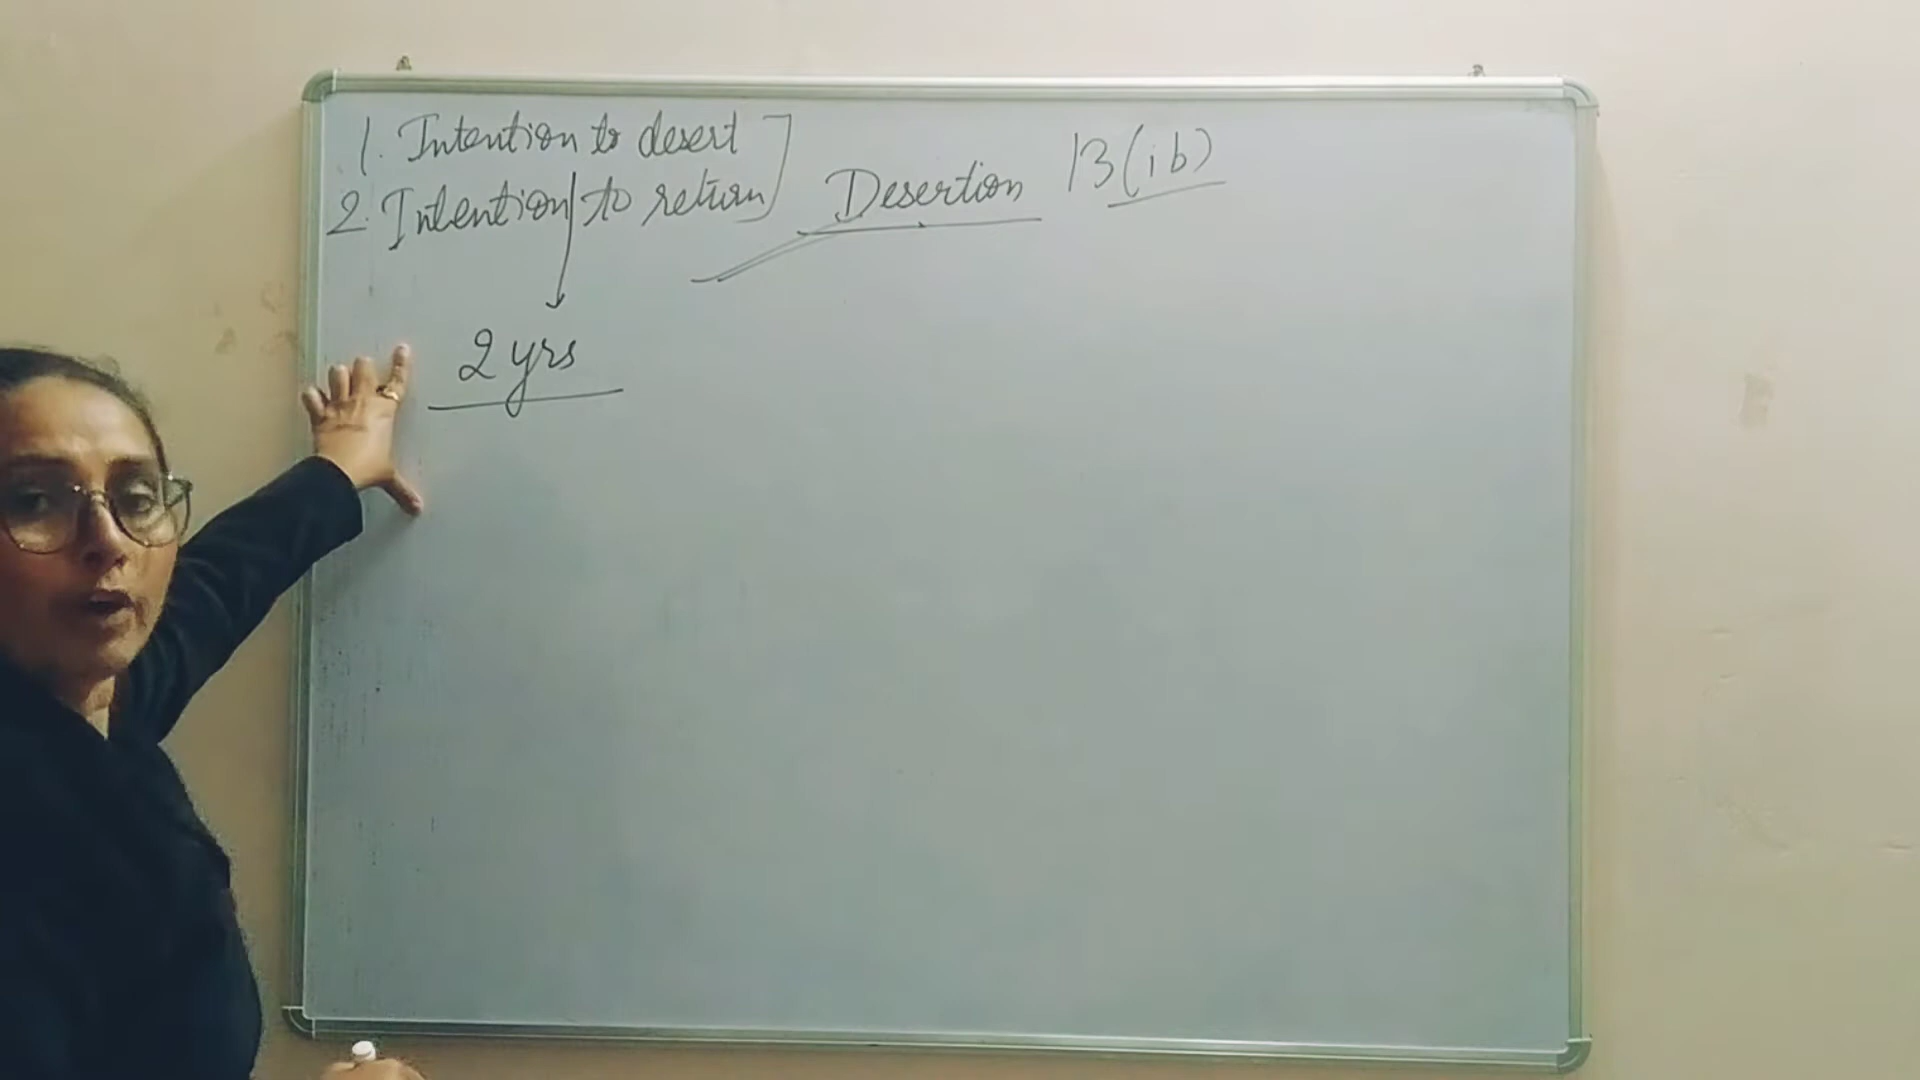 1. Intention to desert
2. Intention to return
Desertion 13(ib)
2 yrs